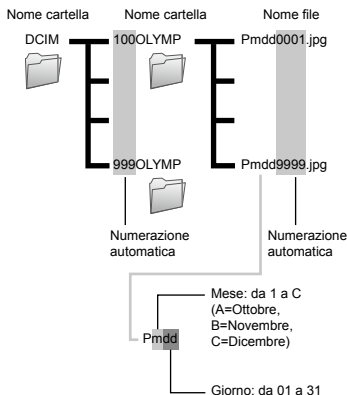 Nome cartella Nome cartella Nome file
DCIM 100OLYMP Pmdd0001.jpg
999OLYMP Pmdd9999.jpg
Numerazione
automatica
Numerazione
automatica
Mese: da 1 a C
(A=Ottobre,
B=Novembre,
C=Dicembre)
Pmdd
Giorno: da 01 a 31